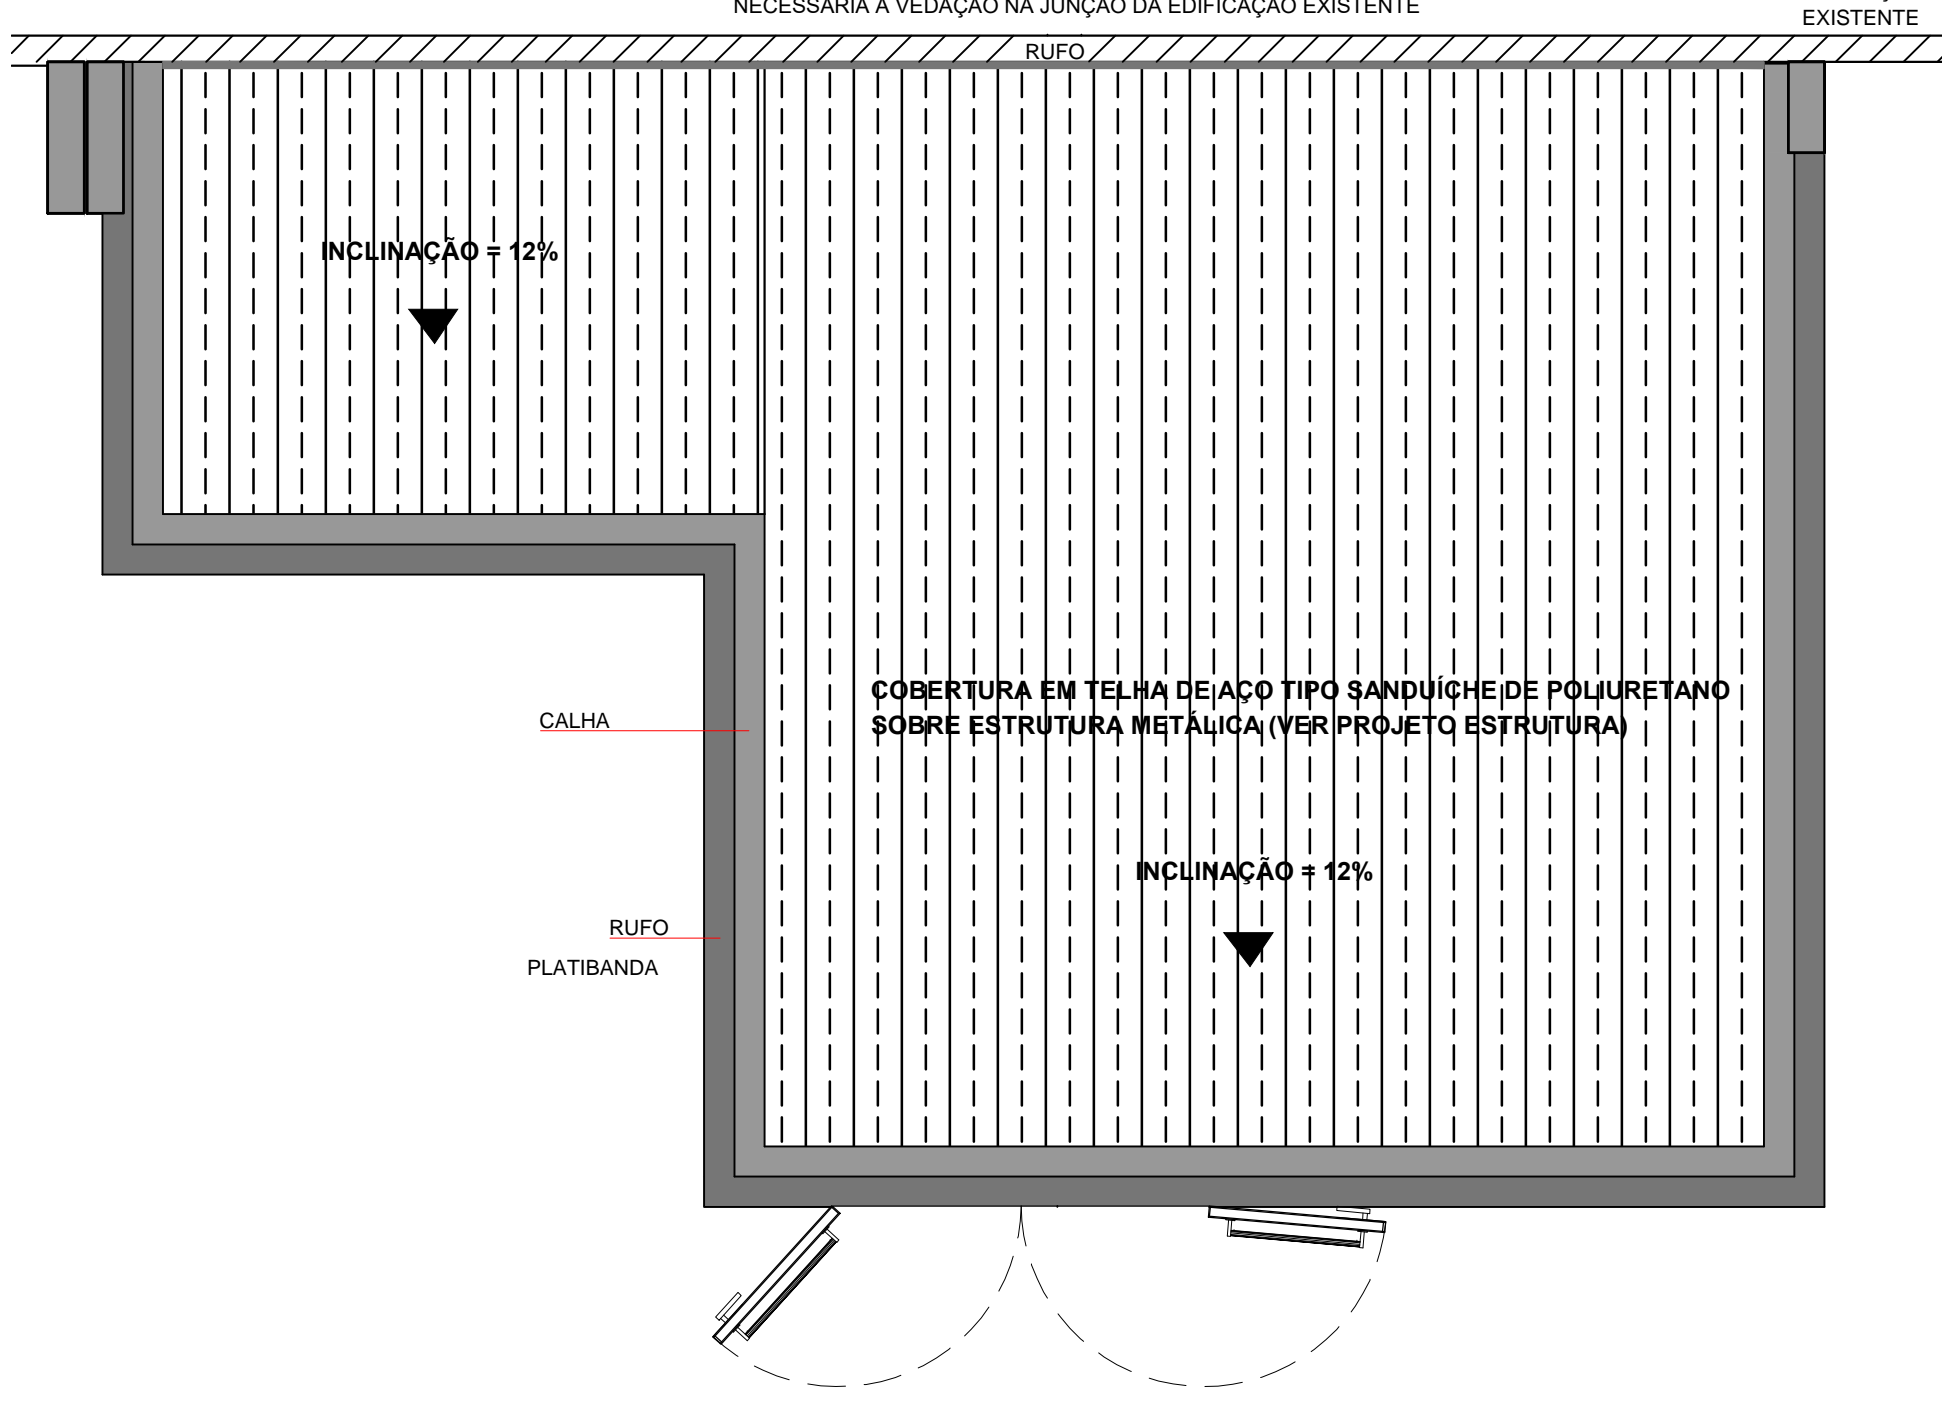 NECESSÁRIA A VEDAÇÃO NA JUNÇÃO DA EDIFICAÇÃO EXISTENTE
EXISTENTE
RUFO
INCLINAÇÃO = 12%
COBERTURA EM TELHA DE AÇO TIPO SANDUÍCHE DE POLIURETANO
SOBRE ESTRUTURA METÁLICA (VER PROJETO ESTRUTURA)
CALHA
INCLINAÇÃO = 12%
RUFO
PLATIBANDA